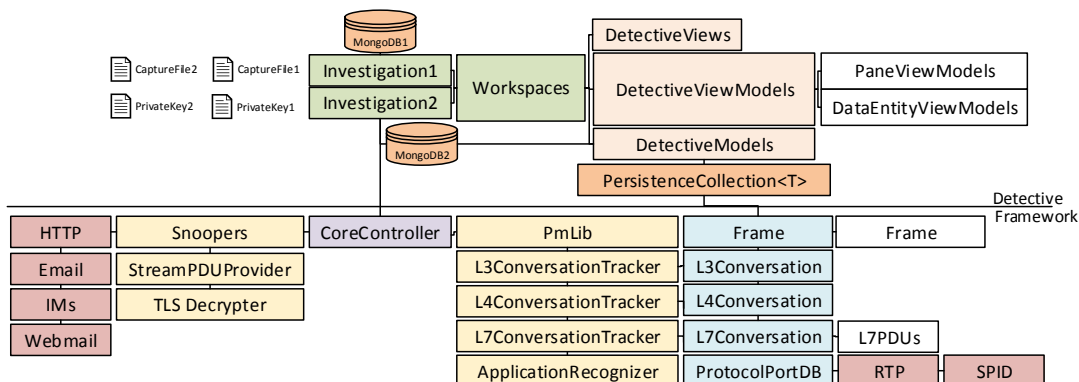 MongoDB1
DetectiveViews
CaptureFile2
CaptureFile1
Investigation1
PaneViewModels
Workspaces
DetectiveViewModels
PrivateKey2
PrivateKey1
Investigation2
DataEntityViewModels
MongoDB2
DetectiveModels
PersistenceCollection<T>
Detective
Framework
HTTP
Snoopers
CoreController
PmLib
Frame
Frame
Email
StreamPDUProvider
L3ConversationTracker
L3Conversation
IMs
TLS Decrypter
L4ConversationTracker
L4Conversation
Webmail
L7ConversationTracker
L7Conversation
L7PDUs
ApplicationRecognizer
ProtocolPortDB
RTP
SPID